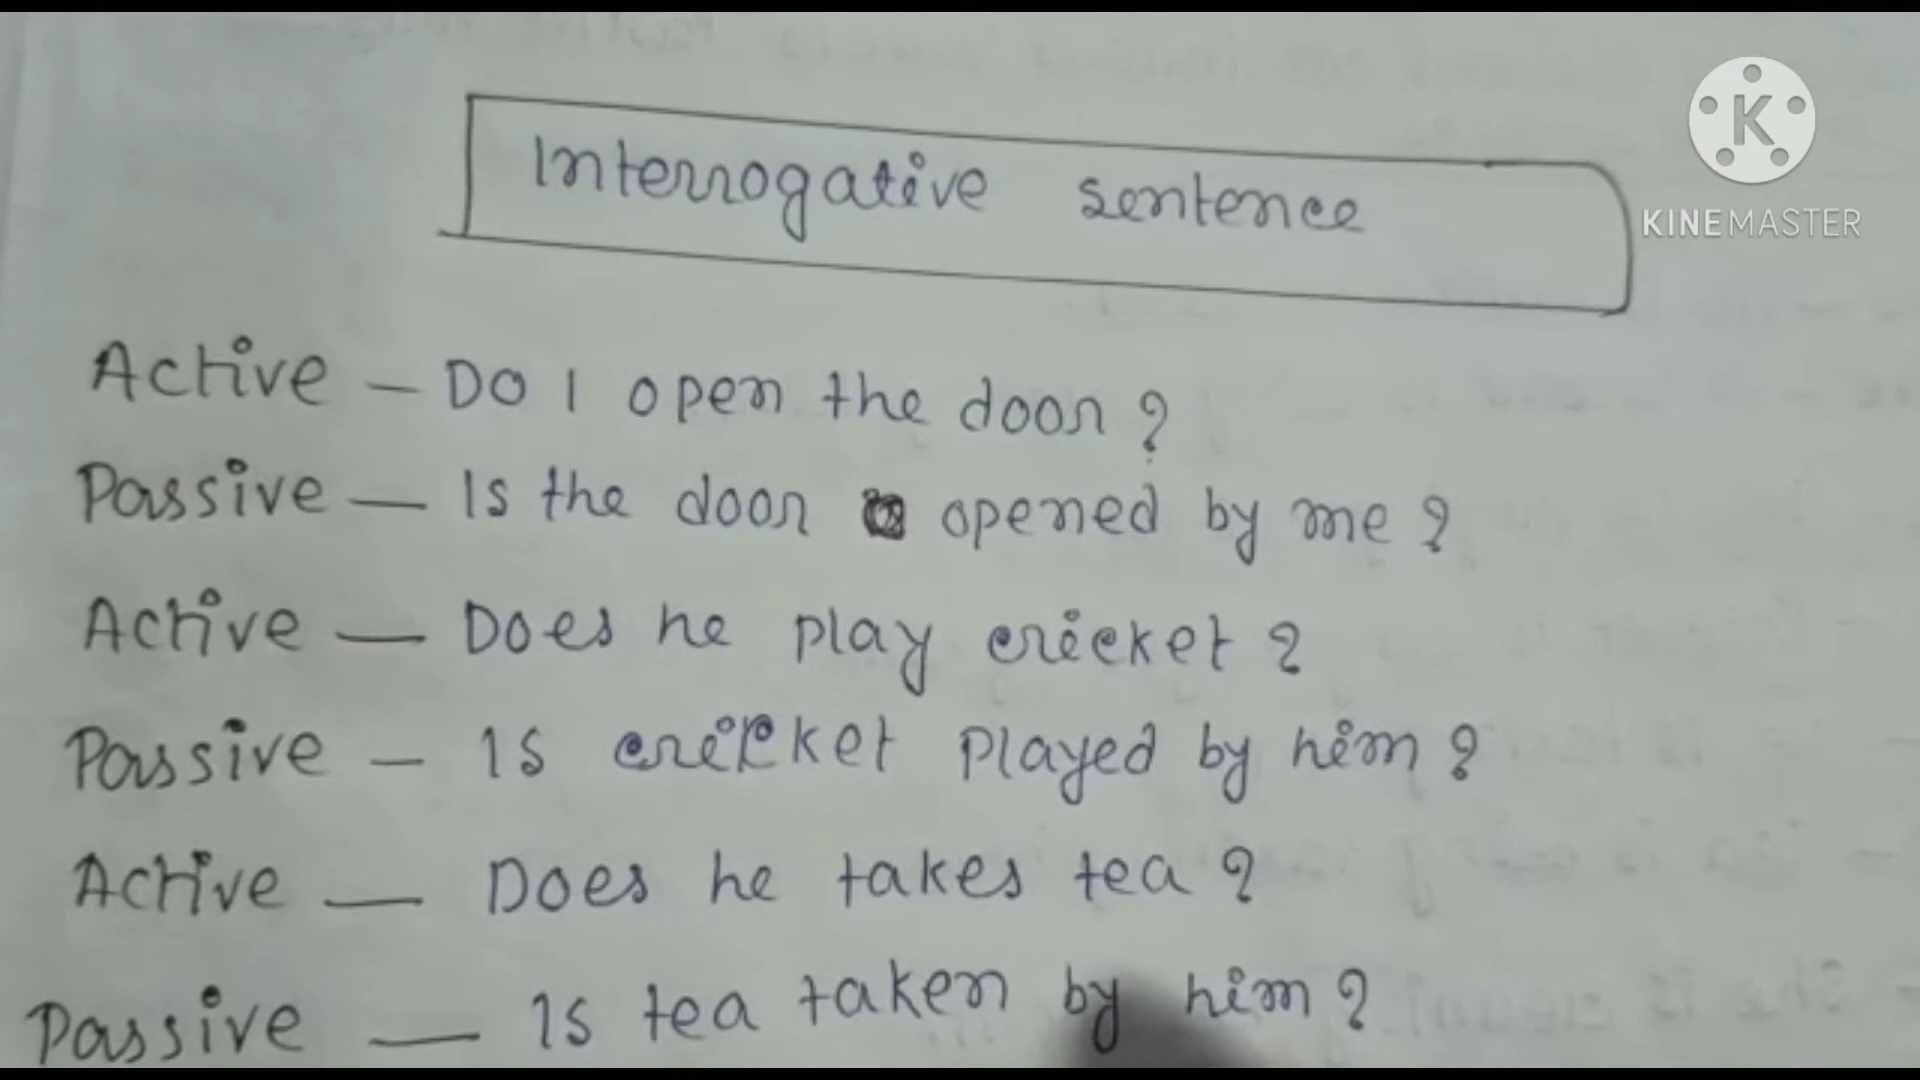 Interrogative sentence
K
KINEMASTER
Active - Do I open the door ?
Passive - Is the door opened by me ?
Active - Does he play cricket ?
Passive - Is cricket Played by him ?
Active - Does he takes tea ?
Passive - Is tea taken by him ?